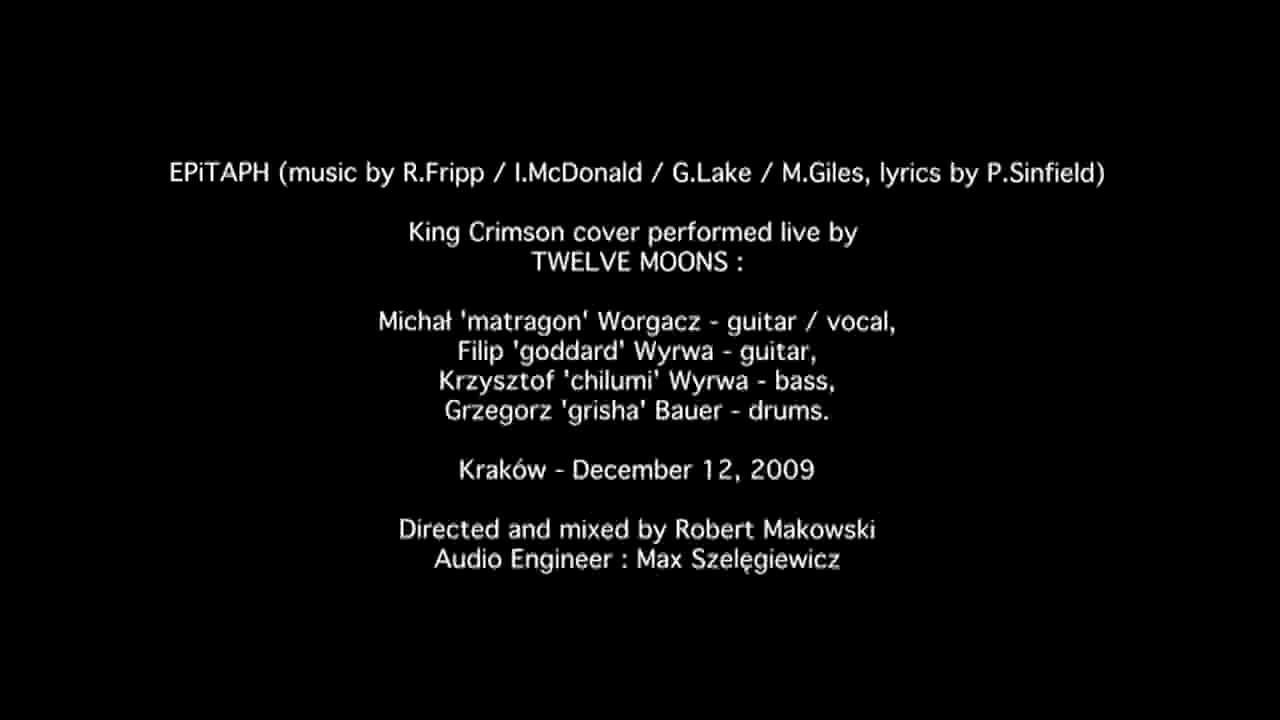 EPiTAPH (music by R.Fripp / I.McDonald / G.Lake / M.Giles, lyrics by P.Sinfield)
King Crimson cover performed live by
TWELVE MOONS :
Michał 'matragon' Worgacz - guitar / vocal,
Filip 'goddard' Wyrwa - guitar,
Krzysztof 'chilumi' Wyrwa - bass,
Grzegorz 'grisha' Bauer - drums.
Kraków - December 12, 2009
Directed and mixed by Robert Makowski
Audio Engineer : Max Szelęgiewicz